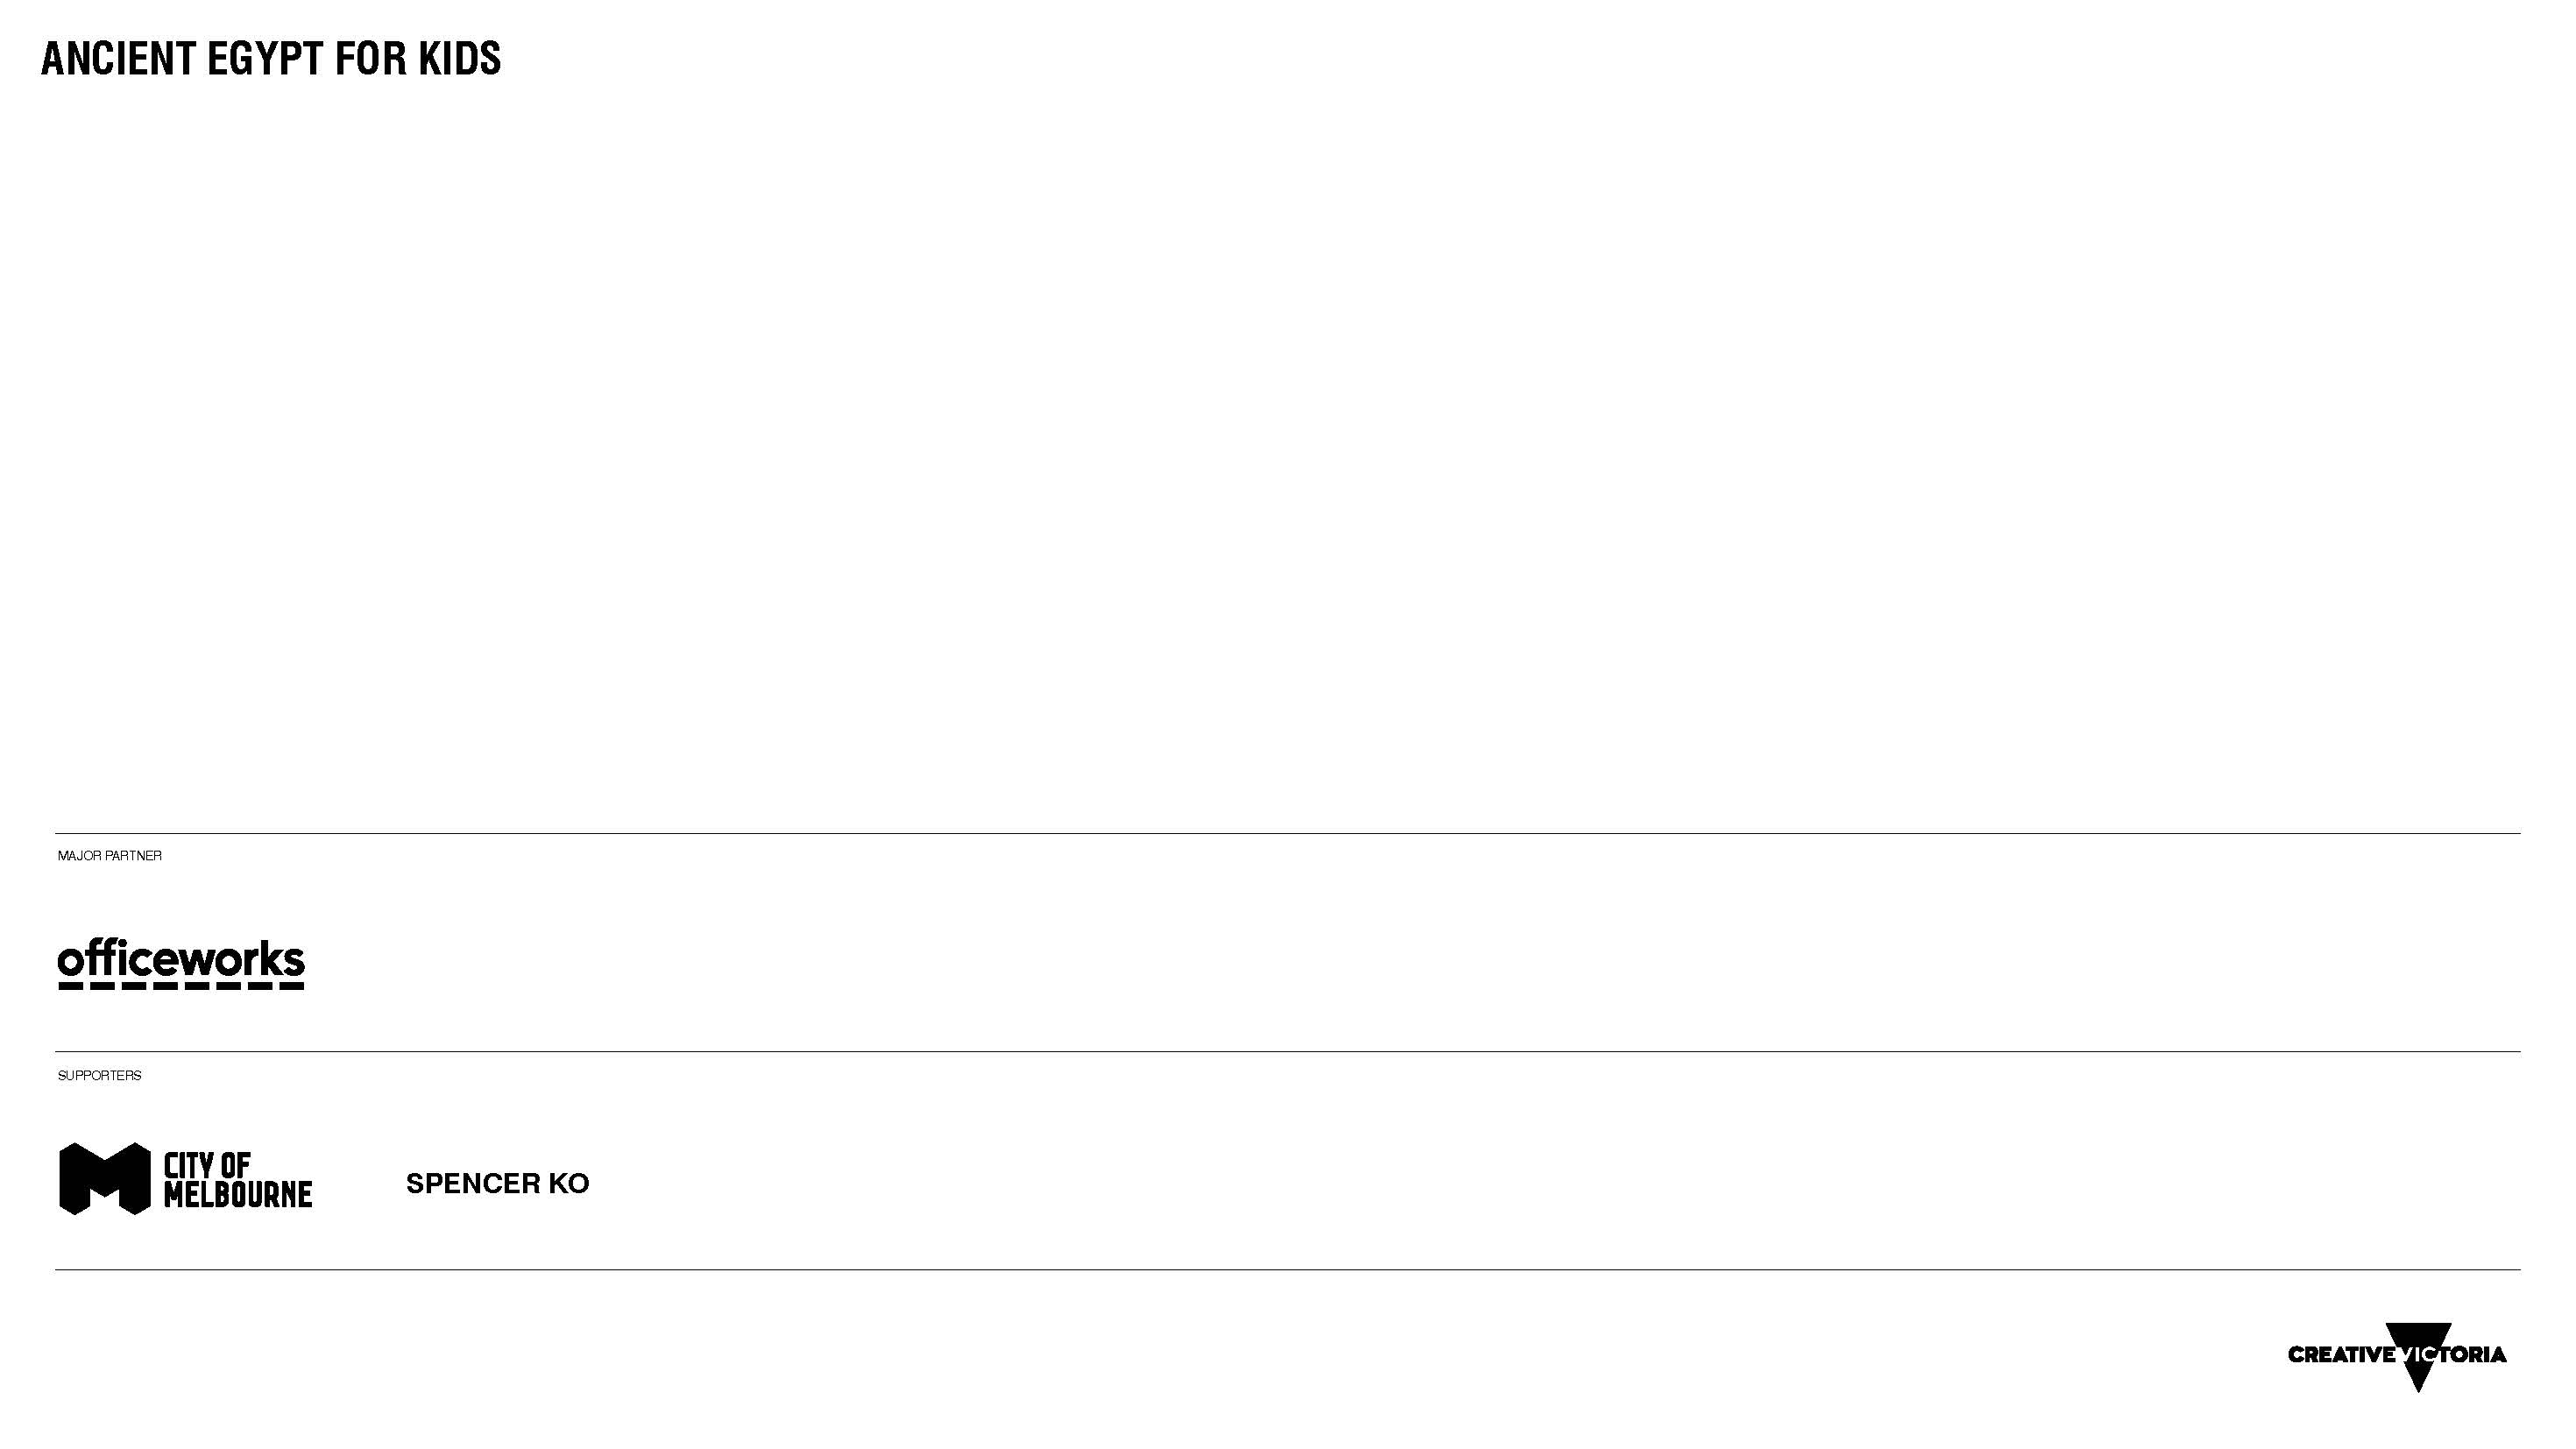 ANCIENT EGYPT FOR KIDS
MAJOR PARTNER
officeworks
SUPPORTERS
CITY OF
MELBOURNE
SPENCER KO
CREATIVE VICTORIA